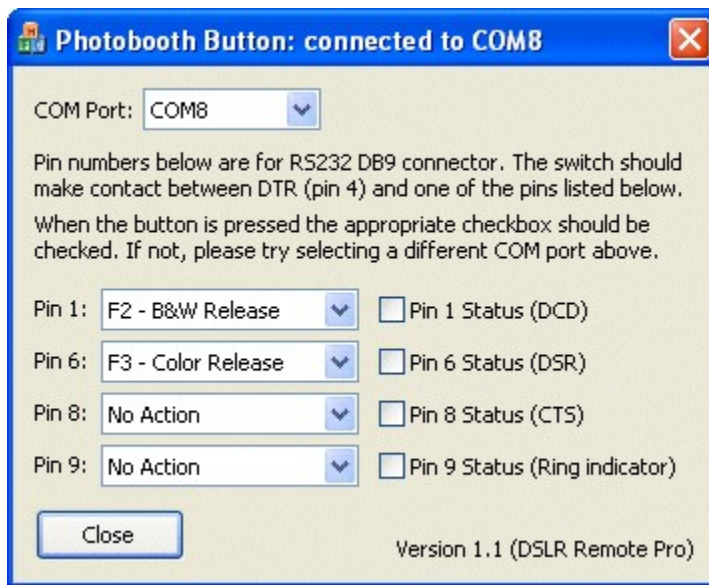 Photobooth Button: connected to COM8
COM Port: COM8
Pin numbers below are for RS232 DB9 connector. The switch should
make contact between DTR (pin 4) and one of the pins listed below.
When the button is pressed the appropriate checkbox should be
checked. If not, please try selecting a different COM port above.
Pin 1: F2 - B&W Release Pin 1 Status (DCD)
Pin 6: F3 - Color Release Pin 6 Status (DSR)
Pin 8: No Action Pin 8 Status (CTS)
Pin 9: No Action Pin 9 Status (Ring indicator)
Close
Version 1.1 (DSLR Remote Pro)